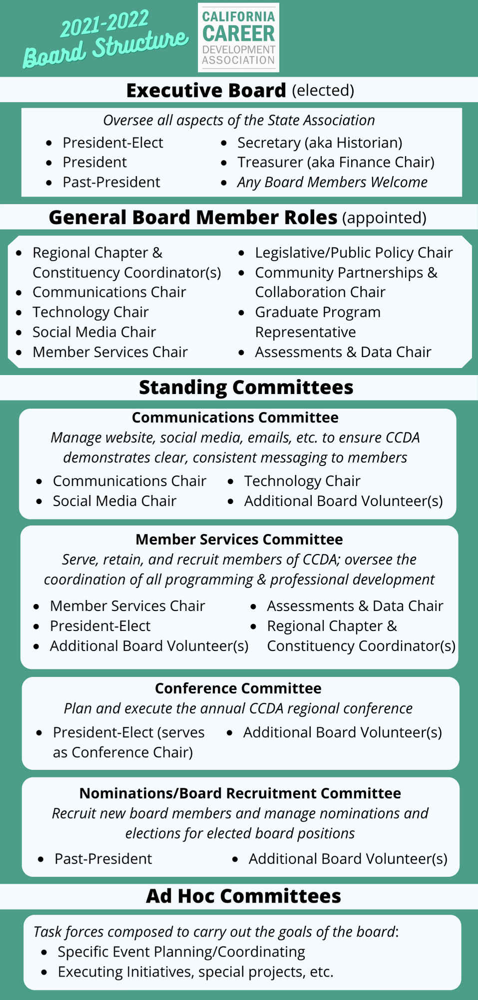 2021-2022
Board Structure
CALIFORNIA
CAREER
DEVELOPMENT
ASSOCIATION
Executive Board (elected)
Oversee all aspects of the State Association
• President-Elect
• President
• Past-President
• Secretary (aka Historian)
• Treasurer (aka Finance Chair)
• Any Board Members Welcome
General Board Member Roles (appointed)
• Regional Chapter &
Constituency Coordinator(s)
• Communications Chair
• Technology Chair
• Social Media Chair
• Member Services Chair
• Legislative/Public Policy Chair
• Community Partnerships &
Collaboration Chair
• Graduate Program
Representative
• Assessments & Data Chair
Standing Committees
Communications Committee
Manage website, social media, emails, etc. to ensure CCDA
demonstrates clear, consistent messaging to members
• Communications Chair
• Social Media Chair
• Technology Chair
• Additional Board Volunteer(s)
Member Services Committee
Serve, retain, and recruit members of CCDA; oversee the
coordination of all programming & professional development
• Member Services Chair
• President-Elect
• Additional Board Volunteer(s)
• Assessments & Data Chair
• Regional Chapter &
Constituency Coordinator(s)
Conference Committee
Plan and execute the annual CCDA regional conference
• President-Elect (serves
as Conference Chair)
• Additional Board Volunteer(s)
Nominations/Board Recruitment Committee
Recruit new board members and manage nominations and
elections for elected board positions
• Past-President
• Additional Board Volunteer(s)
Ad Hoc Committees
Task forces composed to carry out the goals of the board:
• Specific Event Planning/Coordinating
• Executing Initiatives, special projects, etc.